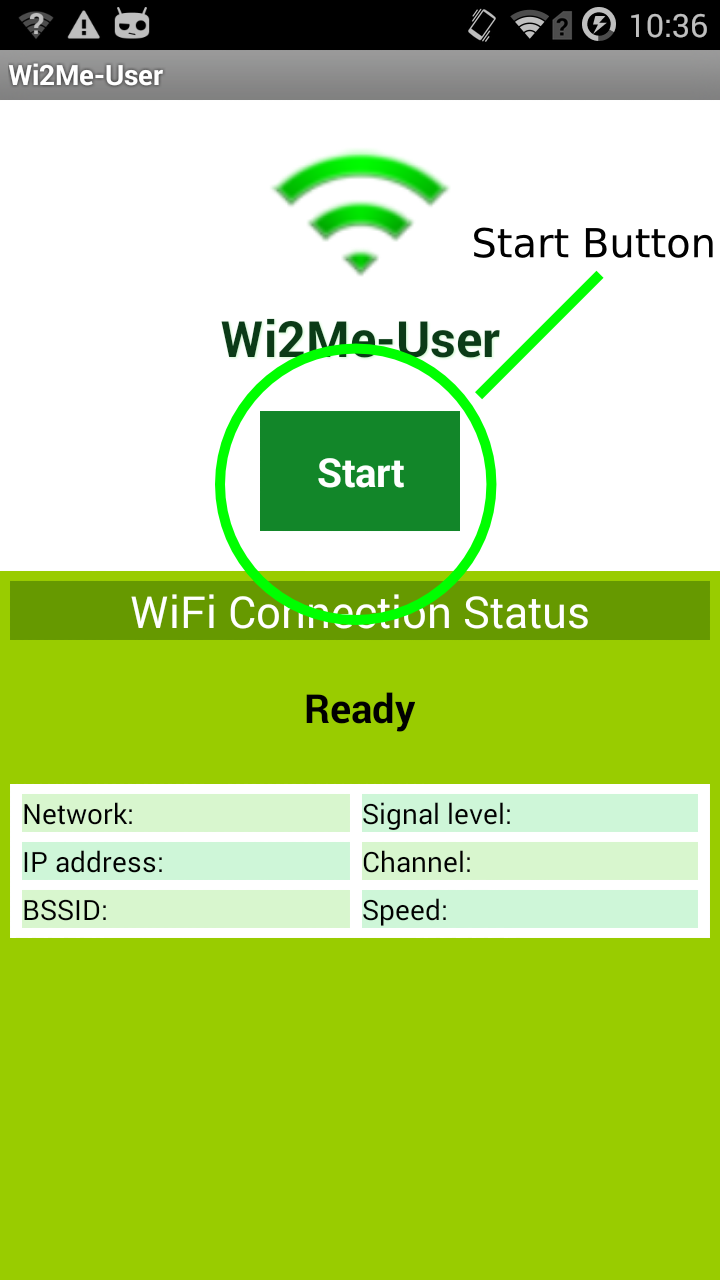 10:36
Wi2Me-User
Start Button
Wi2Me-User
Start
WiFi Connection Status
Ready
Network:
Signal level:
IP address:
Channel:
BSSID:
Speed: